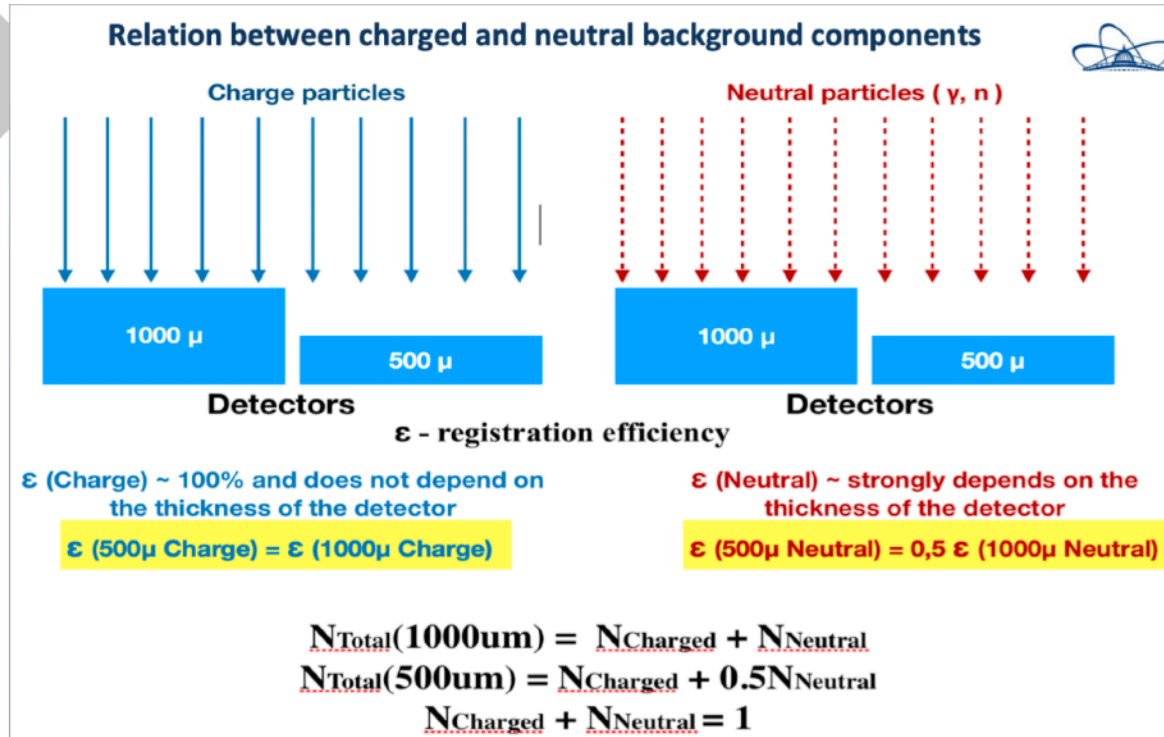 Relation between charged and neutral background components
Charge particles
Neutral particles ( γ, n )
1000 μ
500 μ
1000 μ
500 μ
Detectors
Detectors
ε - registration efficiency
ε (Charge) ~ 100% and does not depend on
the thickness of the detector
ε (500μ Charge) = ε (1000μ Charge)
ε (Neutral) ~ strongly depends on the
thickness of the detector
ε (500μ Neutral) = 0,5 ε (1000μ Neutral)
NTotal(1000um) = NCharged + NNeutral
NTotal(500um) = NCharged + 0.5NNeutral
NCharged + NNeutral = 1